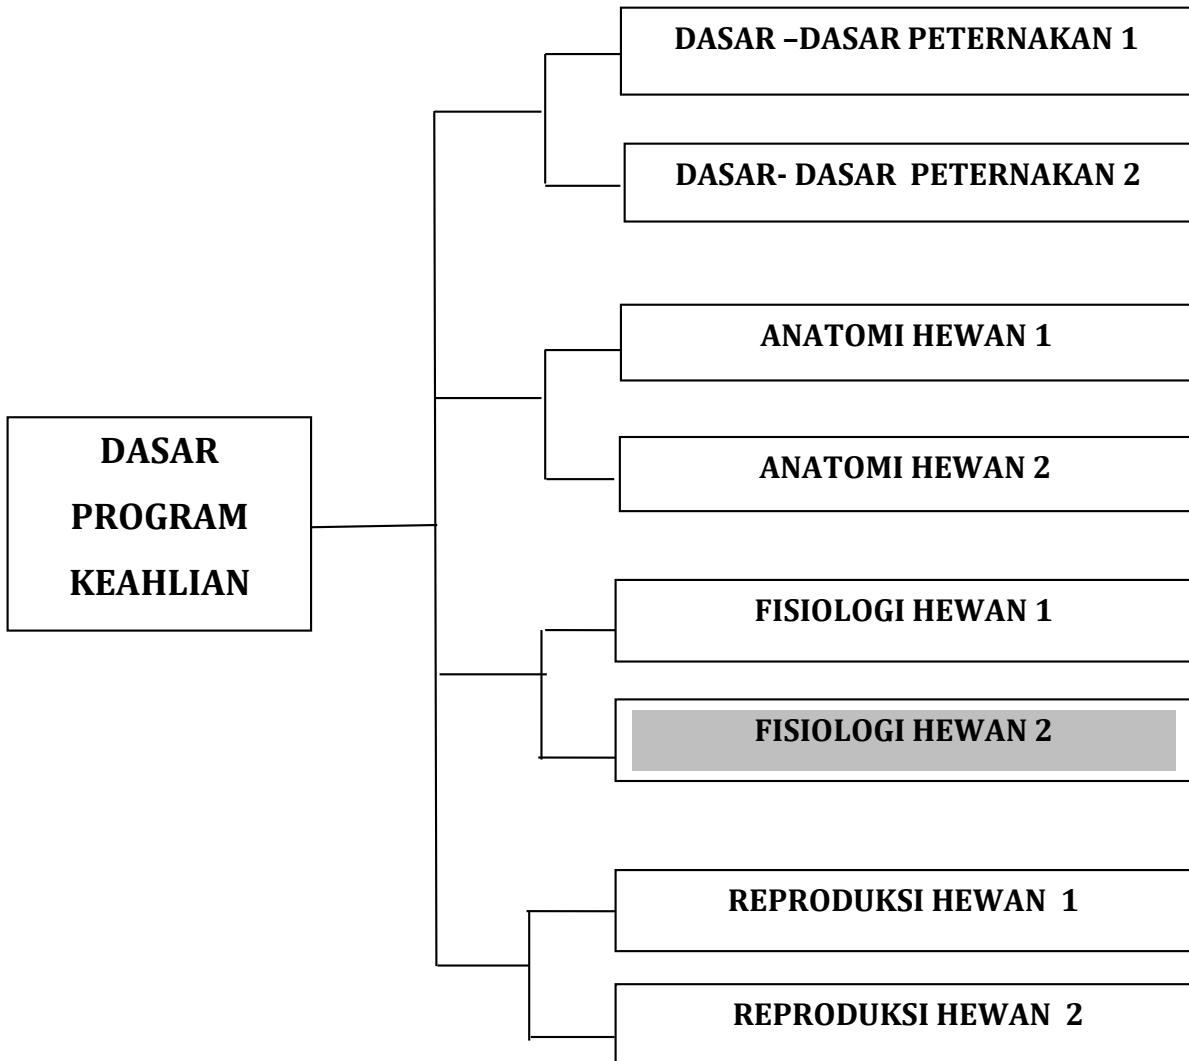 DASAR –DASAR PETERNAKAN 1
DASAR- DASAR  PETERNAKAN 2
ANATOMI HEWAN 1
ANATOMI HEWAN 2
DASAR
PROGRAM
KEAHLIAN
FISIOLOGI HEWAN 1
FISIOLOGI HEWAN 2
REPRODUKSI HEWAN  1
REPRODUKSI HEWAN  2